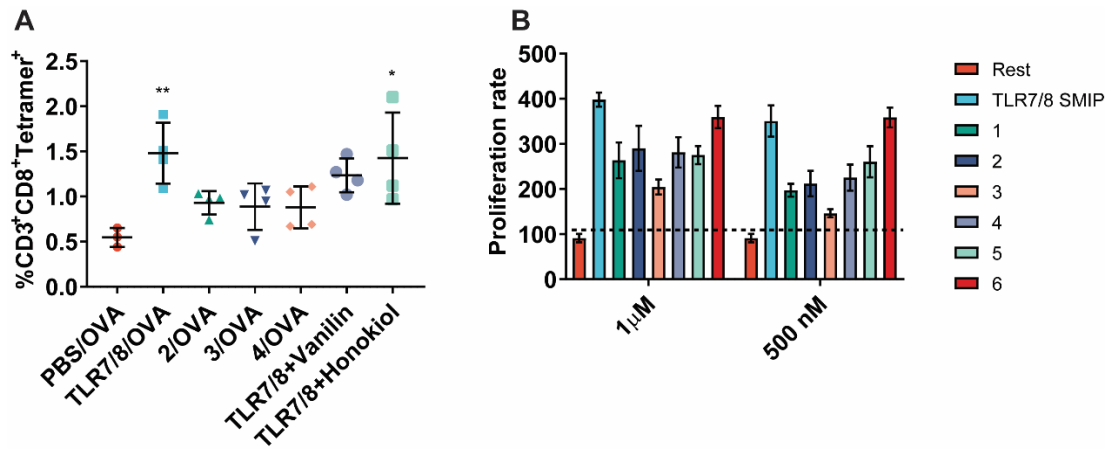 A
%CD3⁺CD8⁺Tetramer⁺
2.5
2.0
1.5
1.0
0.5
0.0
**
*
PBS/OVA
TLR7/8/OVA
2/OVA
3/OVA
4/OVA
TLR7/8+Vanilin
TLR7/8+Honokiol
B
Proliferation rate
500
400
300
200
100
0
1μM
500 nM
Rest
TLR7/8 SMIP
1
2
3
4
5
6